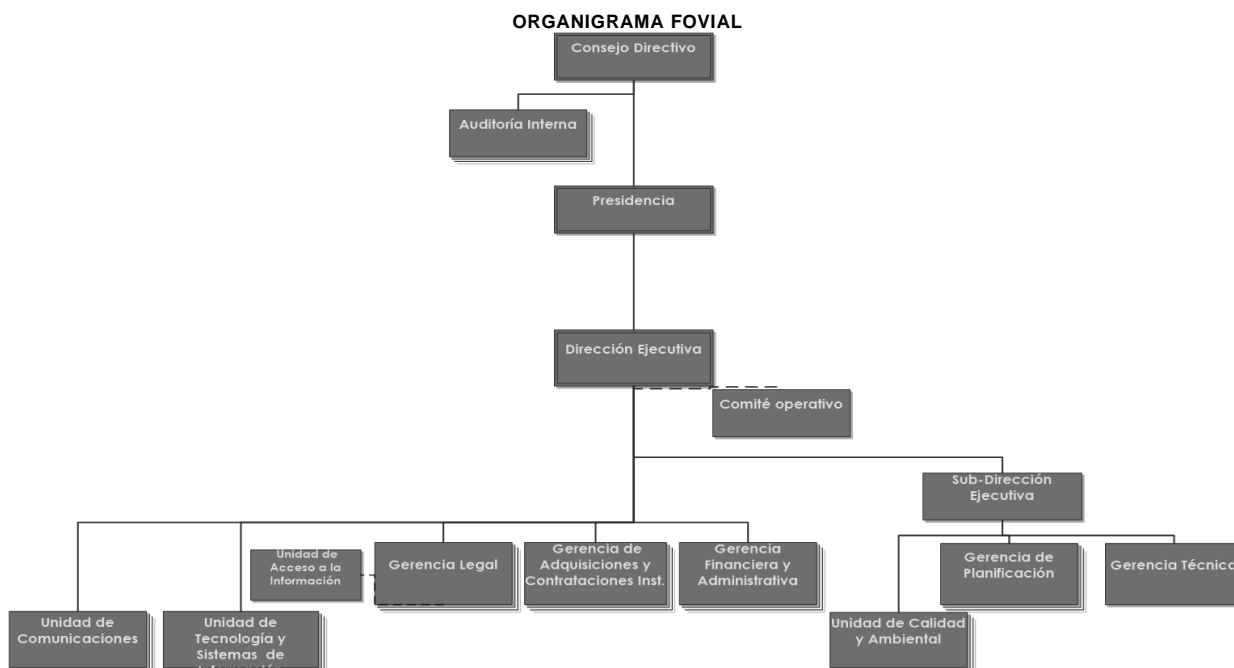 ORGANIGRAMA FOVIAL
Consejo Directivo
Auditoría Interna
Presidencia
Dirección Ejecutiva
Comité operativo
Sub-Dirección
Ejecutiva
Unidad de
Acceso a la
Información
Gerencia Legal
Gerencia de
Adquisiciones y
Contrataciones Inst.
Gerencia
Financiera y
Administrativa
Gerencia de
Planificación
Gerencia Técnica
Unidad de
Comunicaciones
Unidad de
Tecnología y
Sistemas de
Unidad de Calidad
y Ambiental